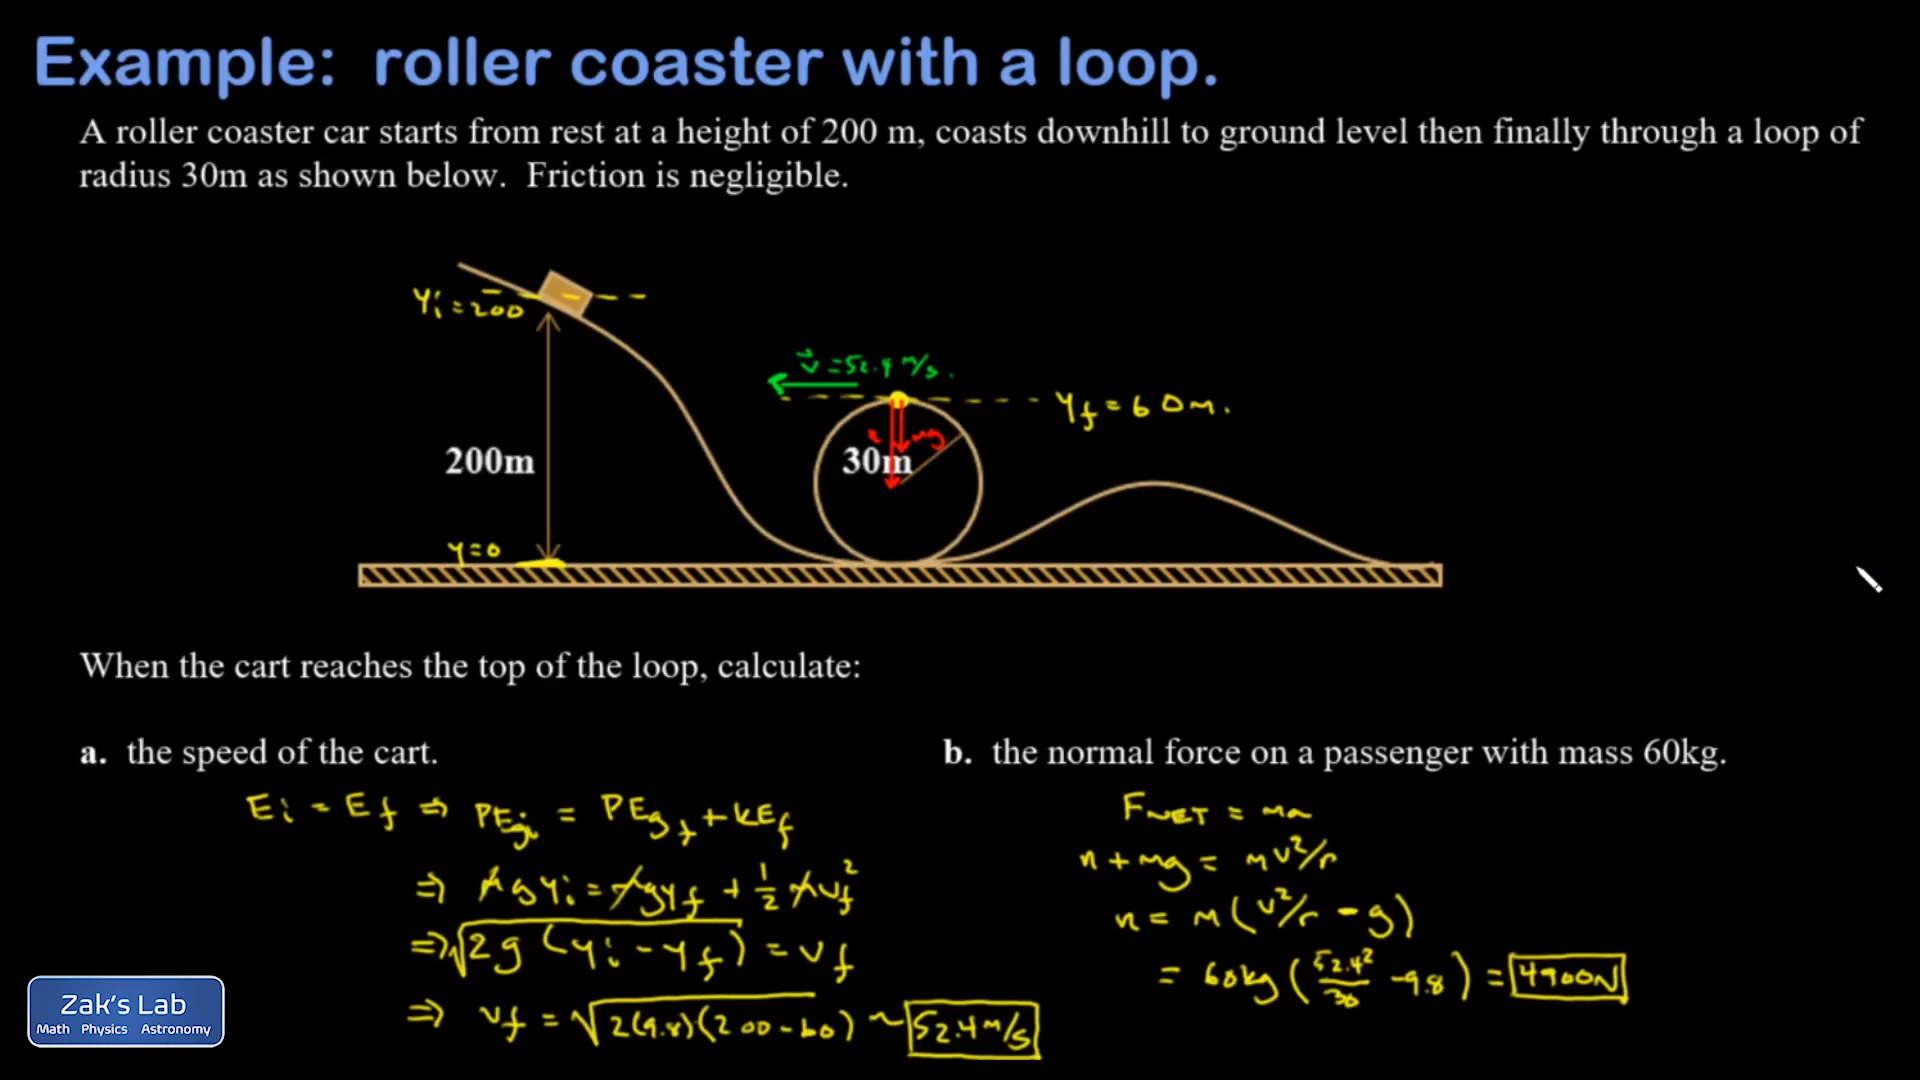 Example: roller coaster with a loop.
A roller coaster car starts from rest at a height of 200 m, coasts downhill to ground level then finally through a loop of
radius 30m as shown below. Friction is negligible.
Yi = 200
v⃗ = 52.4 m/s.
Yf = 60m.
mg
200m
30m
y=0
When the cart reaches the top of the loop, calculate:
a. the speed of the cart.
b. the normal force on a passenger with mass 60kg.
Ei = Ef ⇒ PEgi = PEgf + KEf
⇒ mgyi = mgyf + 1/2 mvf²
⇒ √2g(yi - yf) = vf
⇒ vf = √2(9.8)(200-60) ~ 52.4 m/s
FNET = ma
n + mg = mv²/r
n = m(v²/r - g)
= 60kg (52.4²/30 - 9.8) = 4900N
Zak's Lab
Math Physics Astronomy